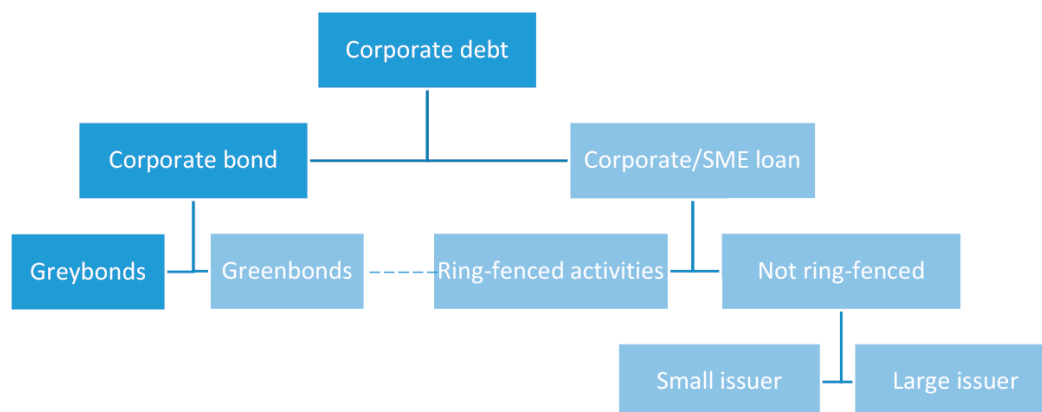 Corporate debt
Corporate bond
Corporate/SME loan
Greybonds
Greenbonds
Ring-fenced activities
Not ring-fenced
Small issuer
Large issuer